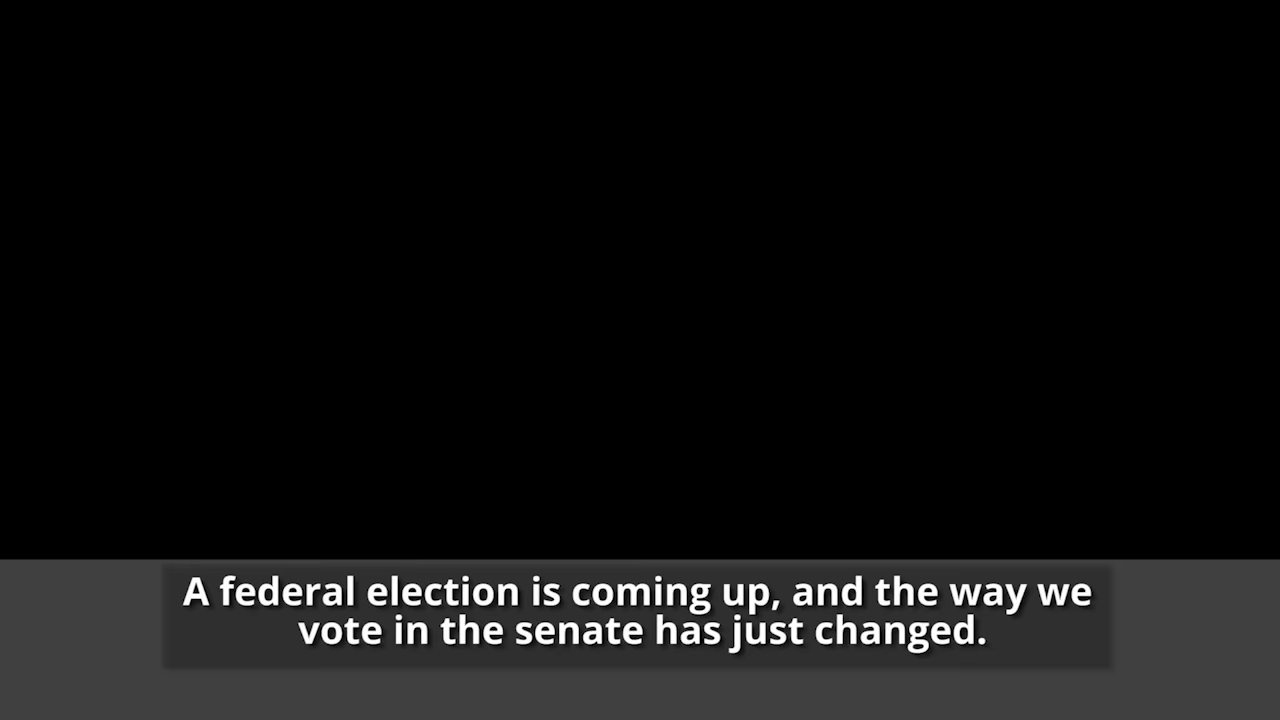 A federal election is coming up, and the way we
vote in the senate has just changed.